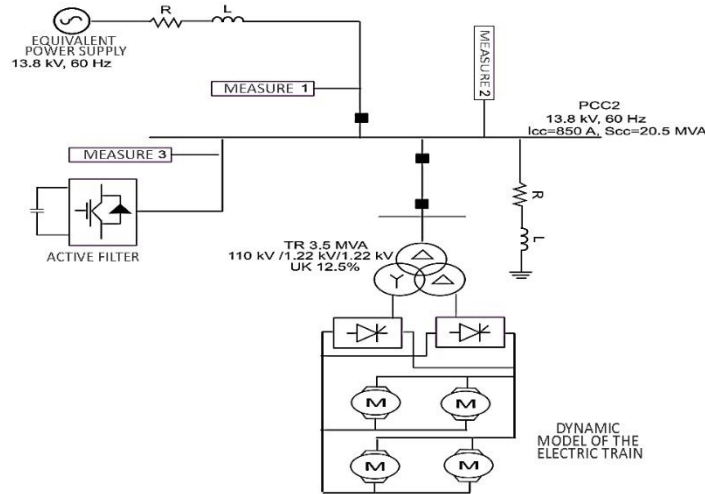 R
L
EQUIVALENT
POWER SUPPLY
13.8 kV, 60 Hz
MEASURE 1
MEASURE 2
PCC2
13.8 kV, 60 Hz
Icc=850 A, Scc=20.5 MVA
MEASURE 3
R
L
ACTIVE FILTER
TR 3.5 MVA
110 kV /1.22 kV/1.22 kV
UK 12.5%
Y
M
M
M
M
DYNAMIC
MODEL OF THE
ELECTRIC TRAIN